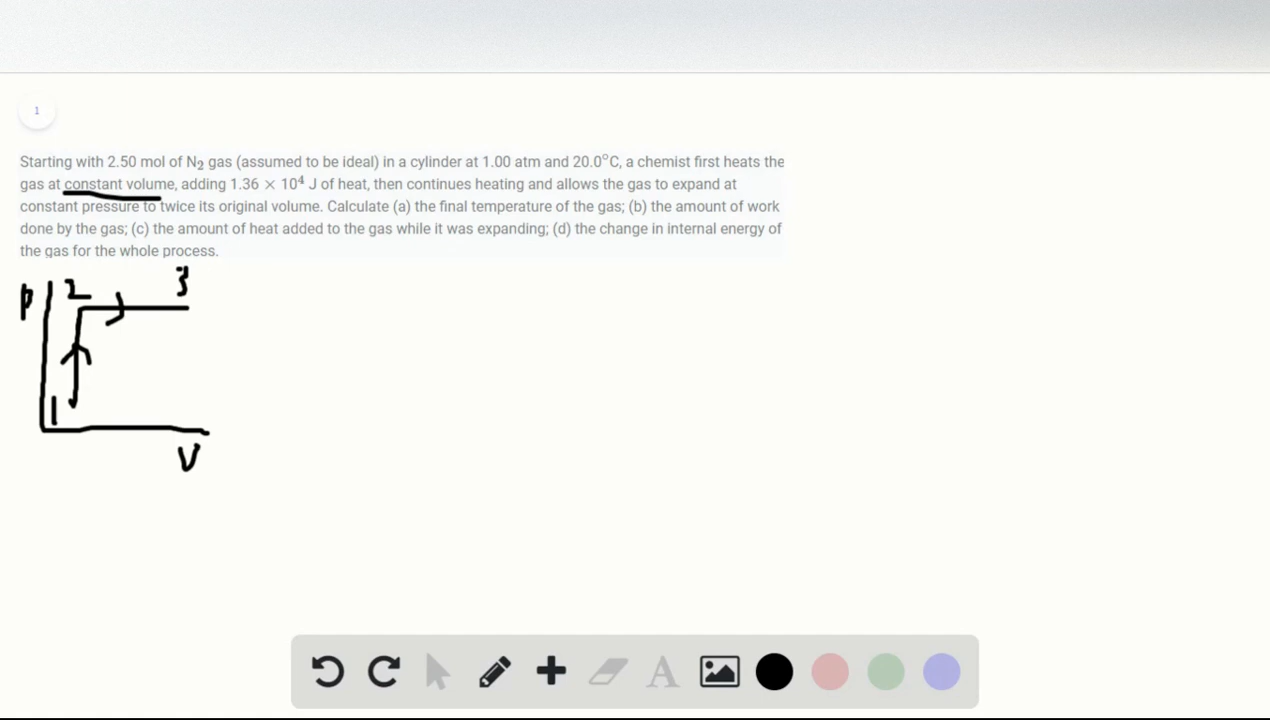 1
Starting with 2.50 mol of N₂ gas (assumed to be ideal) in a cylinder at 1.00 atm and 20.0°C, a chemist first heats the
gas at constant volume, adding 1.36 × 10⁴ J of heat, then continues heating and allows the gas to expand at
constant pressure to twice its original volume. Calculate (a) the final temperature of the gas; (b) the amount of work
done by the gas; (c) the amount of heat added to the gas while it was expanding; (d) the change in internal energy of
the gas for the whole process.
P 2 3
1
V
A